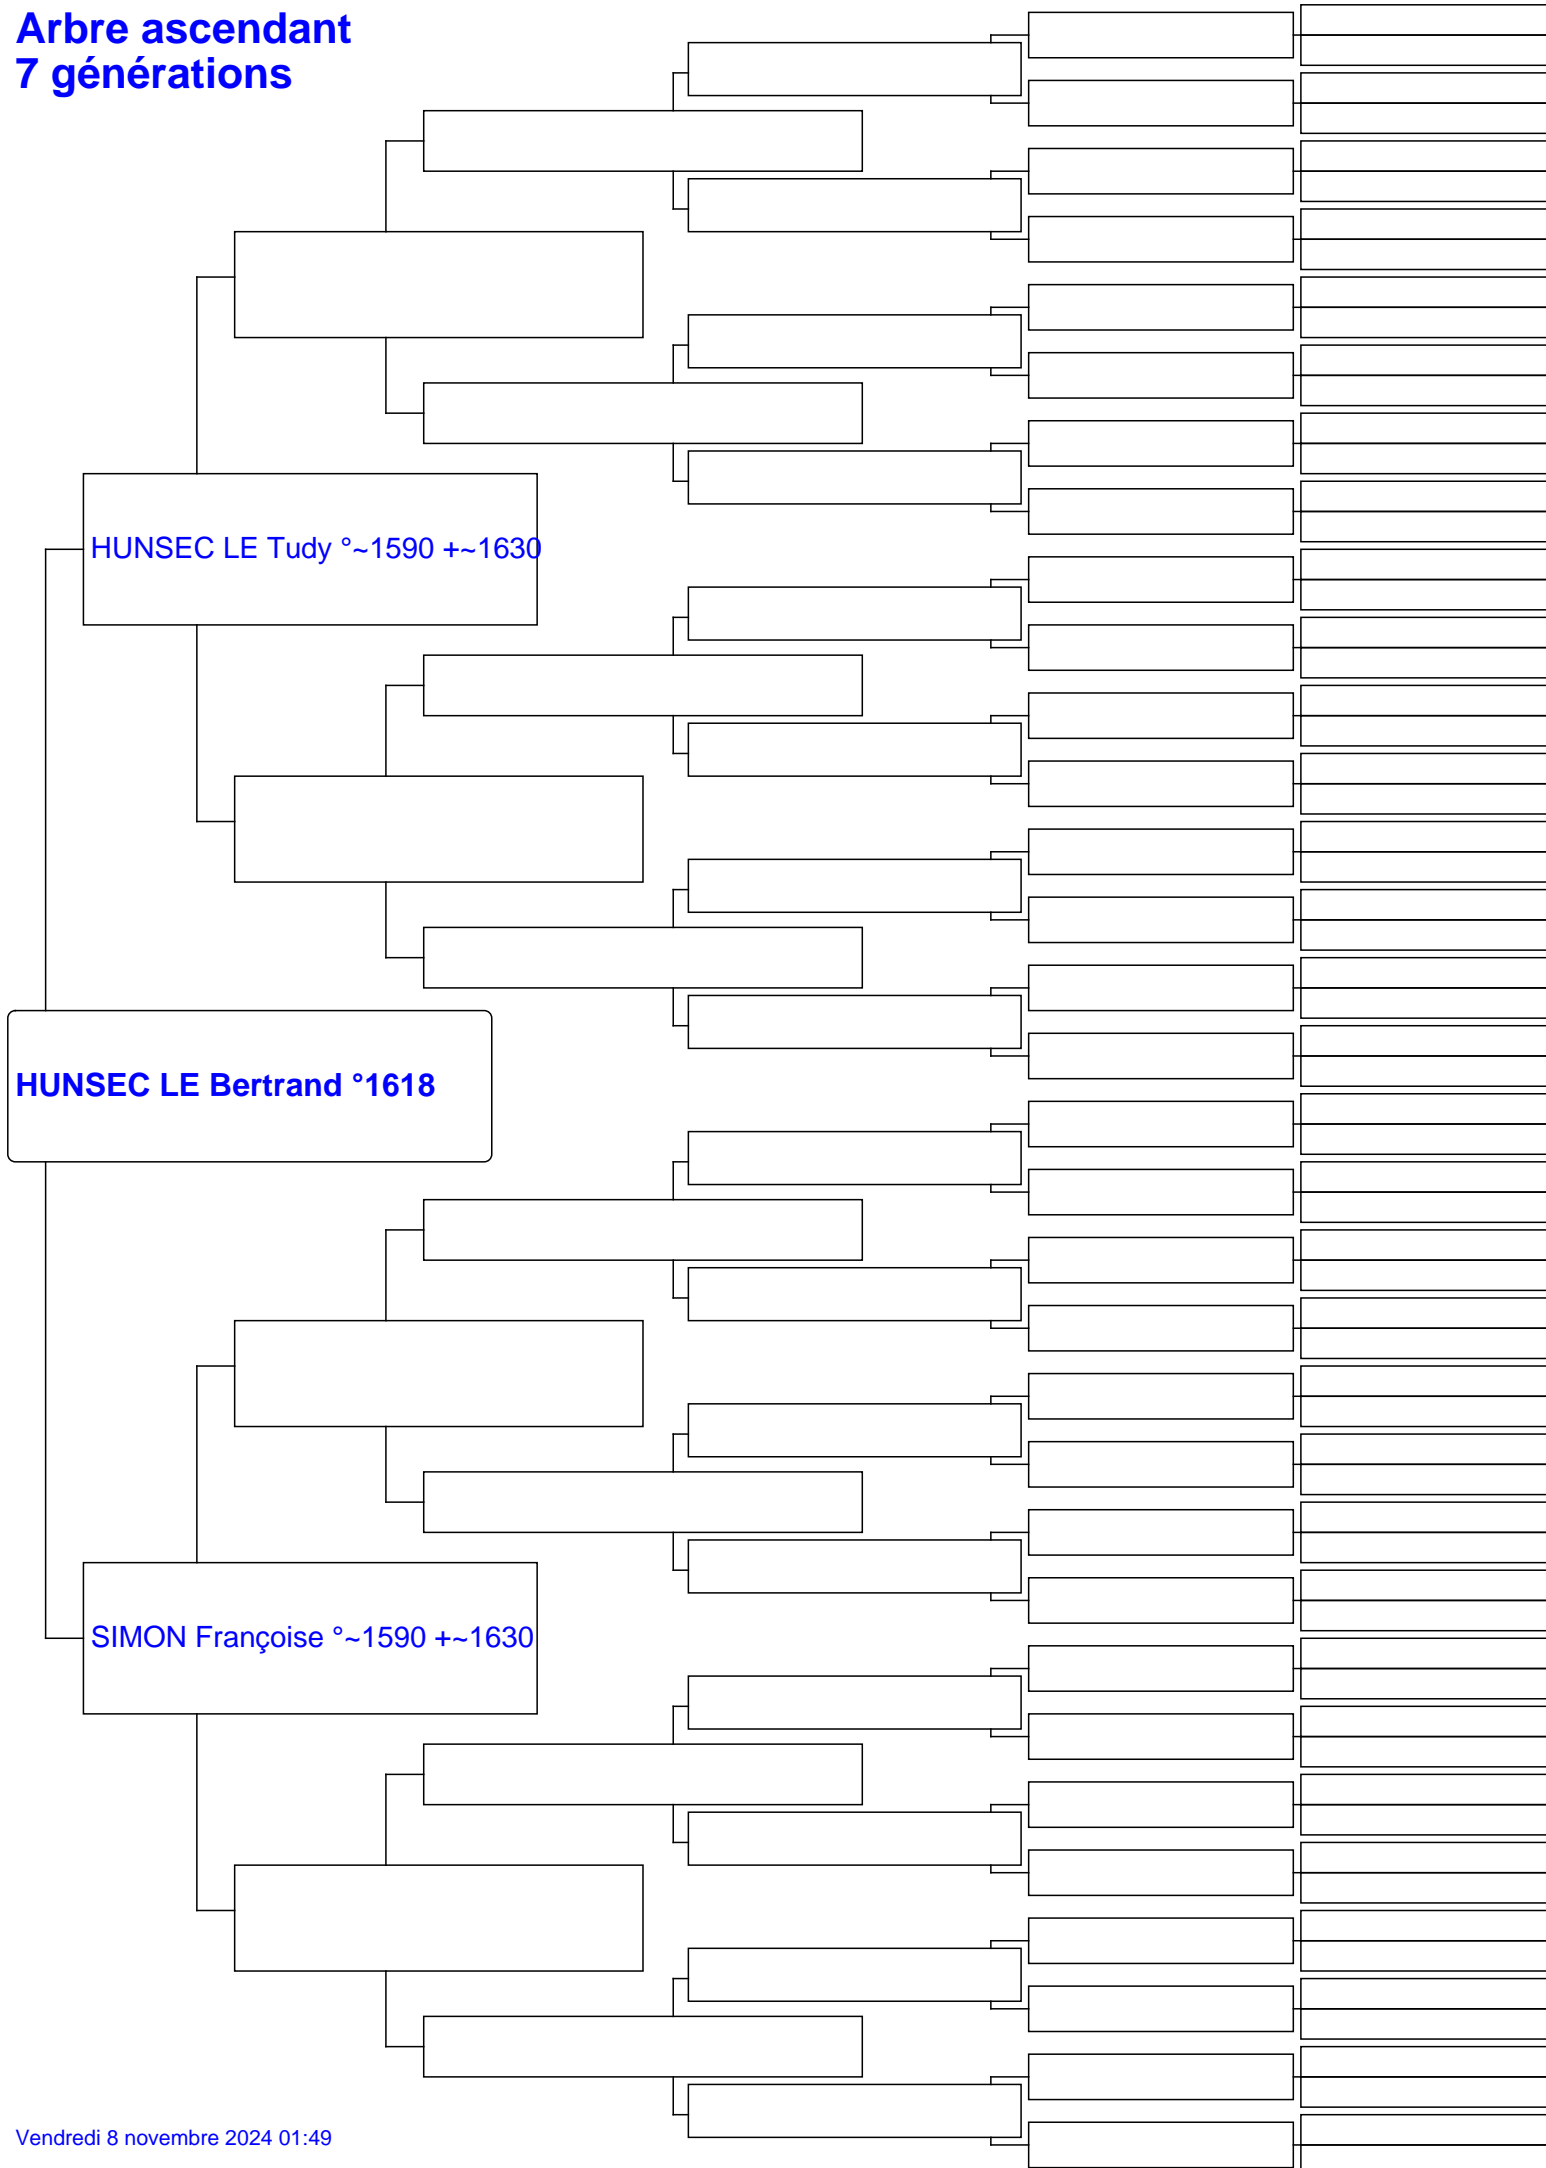 Arbre ascendant
7 générations
HUNSEC LE Tudy °~1590 +~1630
HUNSEC LE Bertrand °1618
SIMON Françoise °~1590 +~1630
Vendredi 8 novembre 2024 01:49